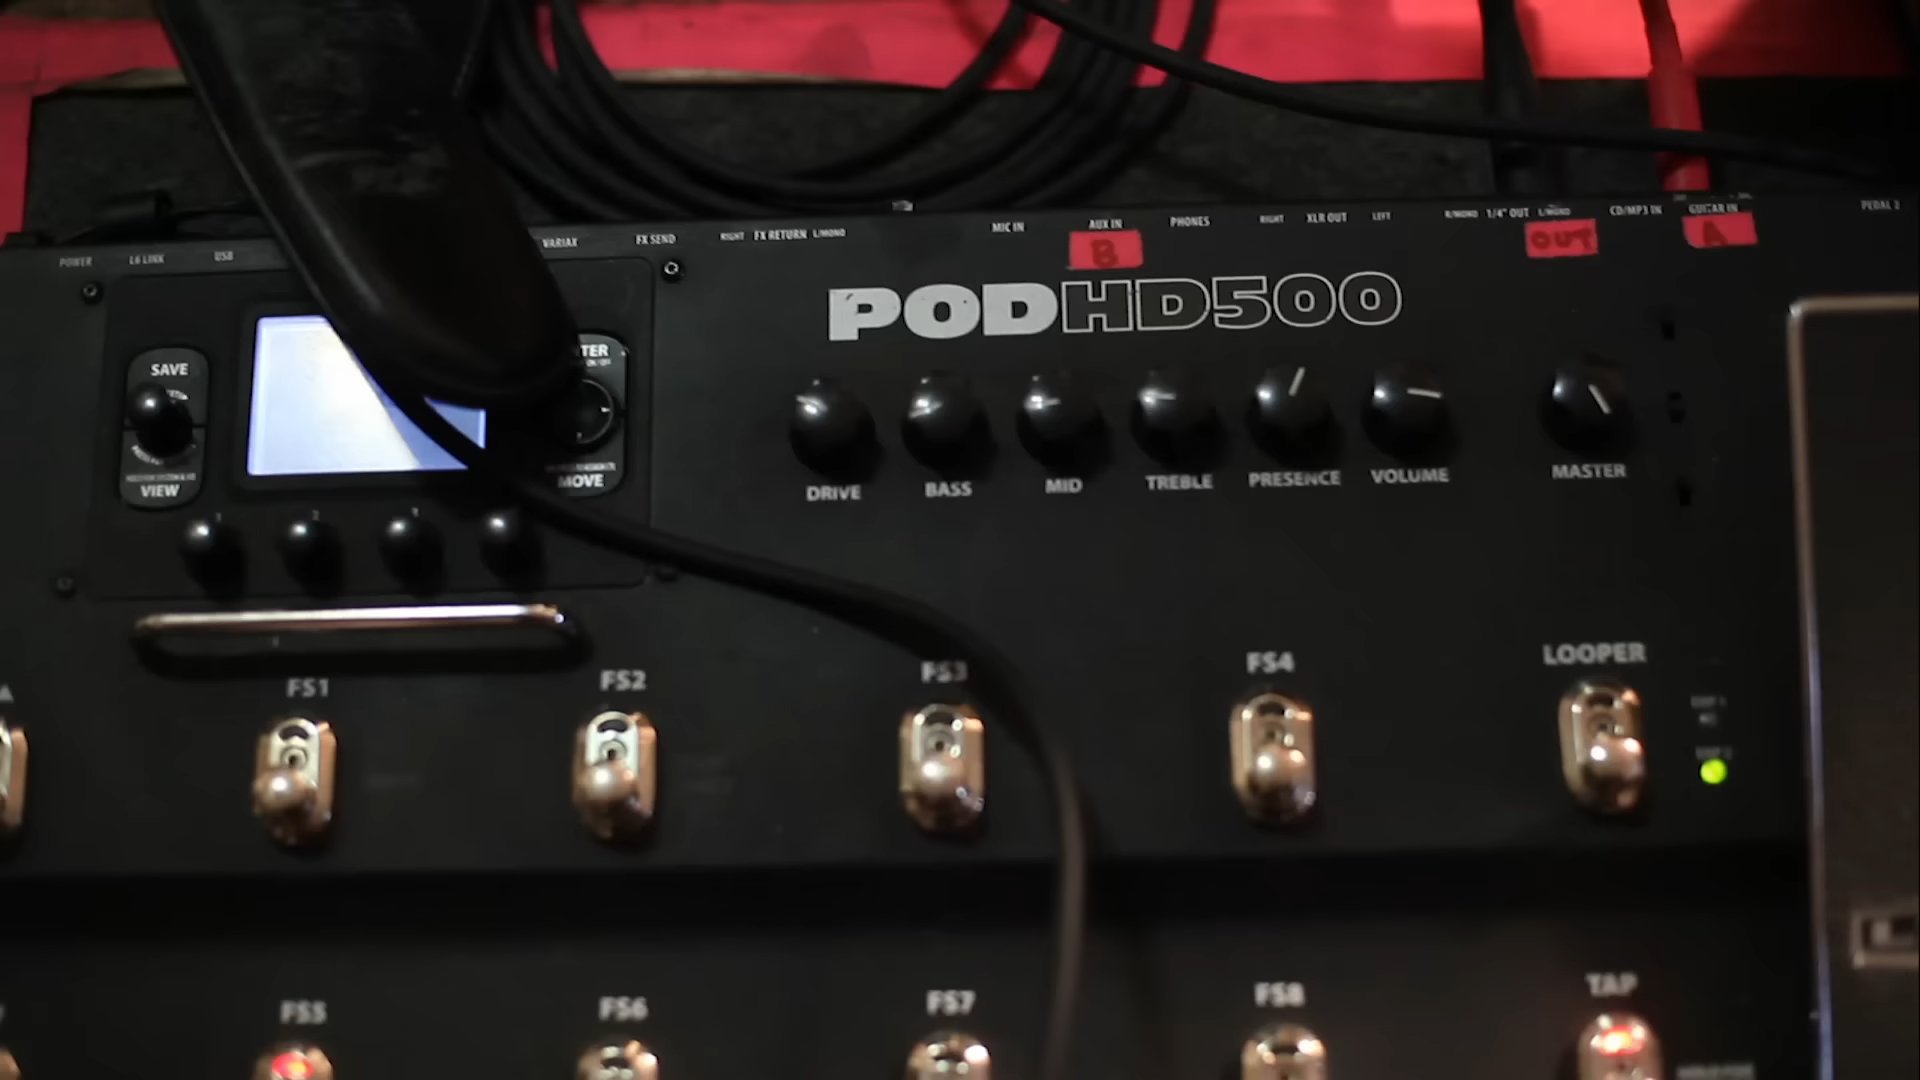 POWER L6 LINK USB VARIAX FX SEND RIGHT FX RETURN L/MONO MIC IN AUX IN PHONES RIGHT XLR OUT LEFT R/MONO 1/4" OUT L/MONO CD/MP3 IN GUITAR IN PEDAL 2
B OUT A
PODHD500
SAVE
VIEW
MOVE
DRIVE BASS MID TREBLE PRESENCE VOLUME MASTER
FS1 FS2 FS3 FS4 LOOPER
FS5 FS6 FS7 FS8 TAP